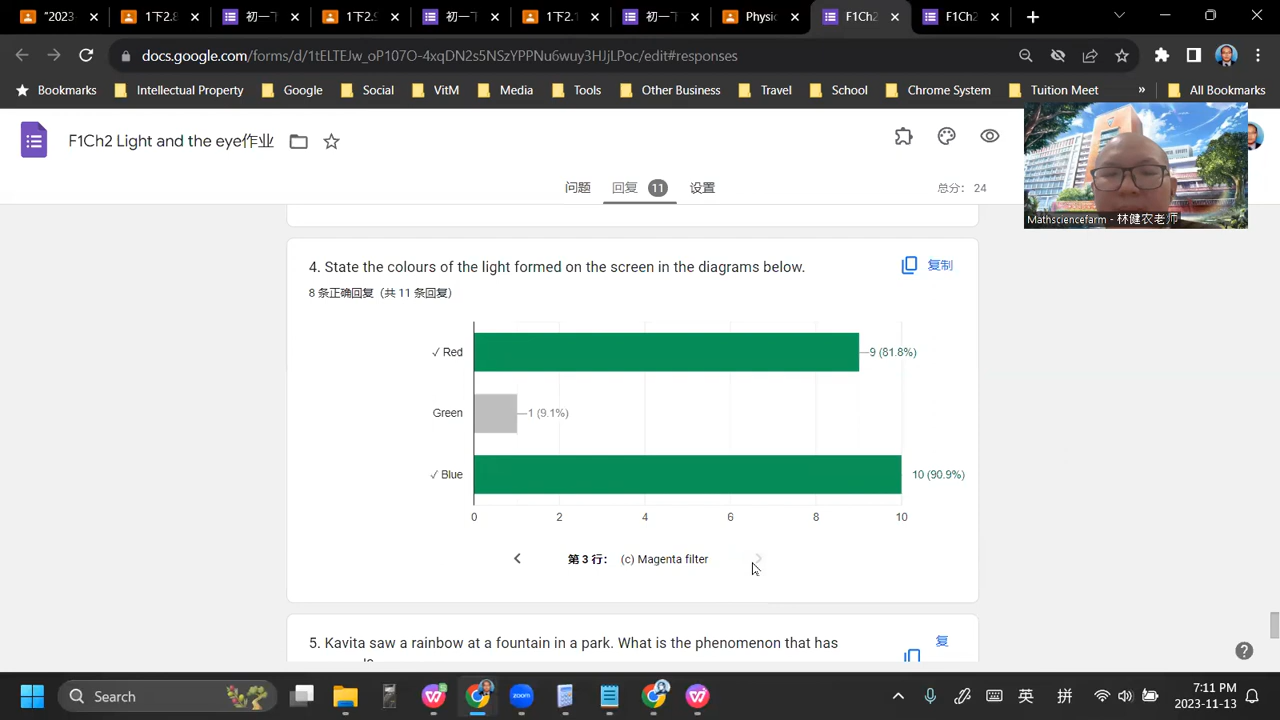 "2023
1下2.8
初一下
1下2.9
初一下
1下2.1
初一下
Physic
F1Ch2
F1Ch2
docs.google.com/forms/d/1tELTEJw_oP107O-4xqDN2s5NSzYPPNu6wuy3HJjLPoc/edit#responses
Bookmarks
Intellectual Property
Google
Social
VitM
Media
Tools
Other Business
Travel
School
Chrome System
Tuition Meet
»
All Bookmarks
F1Ch2 Light and the eye作业
问题
回复 11
设置
总分： 24
Mathsciencefarm - 林健农老师
4. State the colours of the light formed on the screen in the diagrams below.
复制
8 条正确回复（共 11 条回复）
✓ Red
9 (81.8%)
Green
1 (9.1%)
✓ Blue
10 (90.9%)
0 2 4 6 8 10
第 3 行： (c) Magenta filter
5. Kavita saw a rainbow at a fountain in a park. What is the phenomenon that has
复
Search
英
拼
7:11 PM
2023-11-13